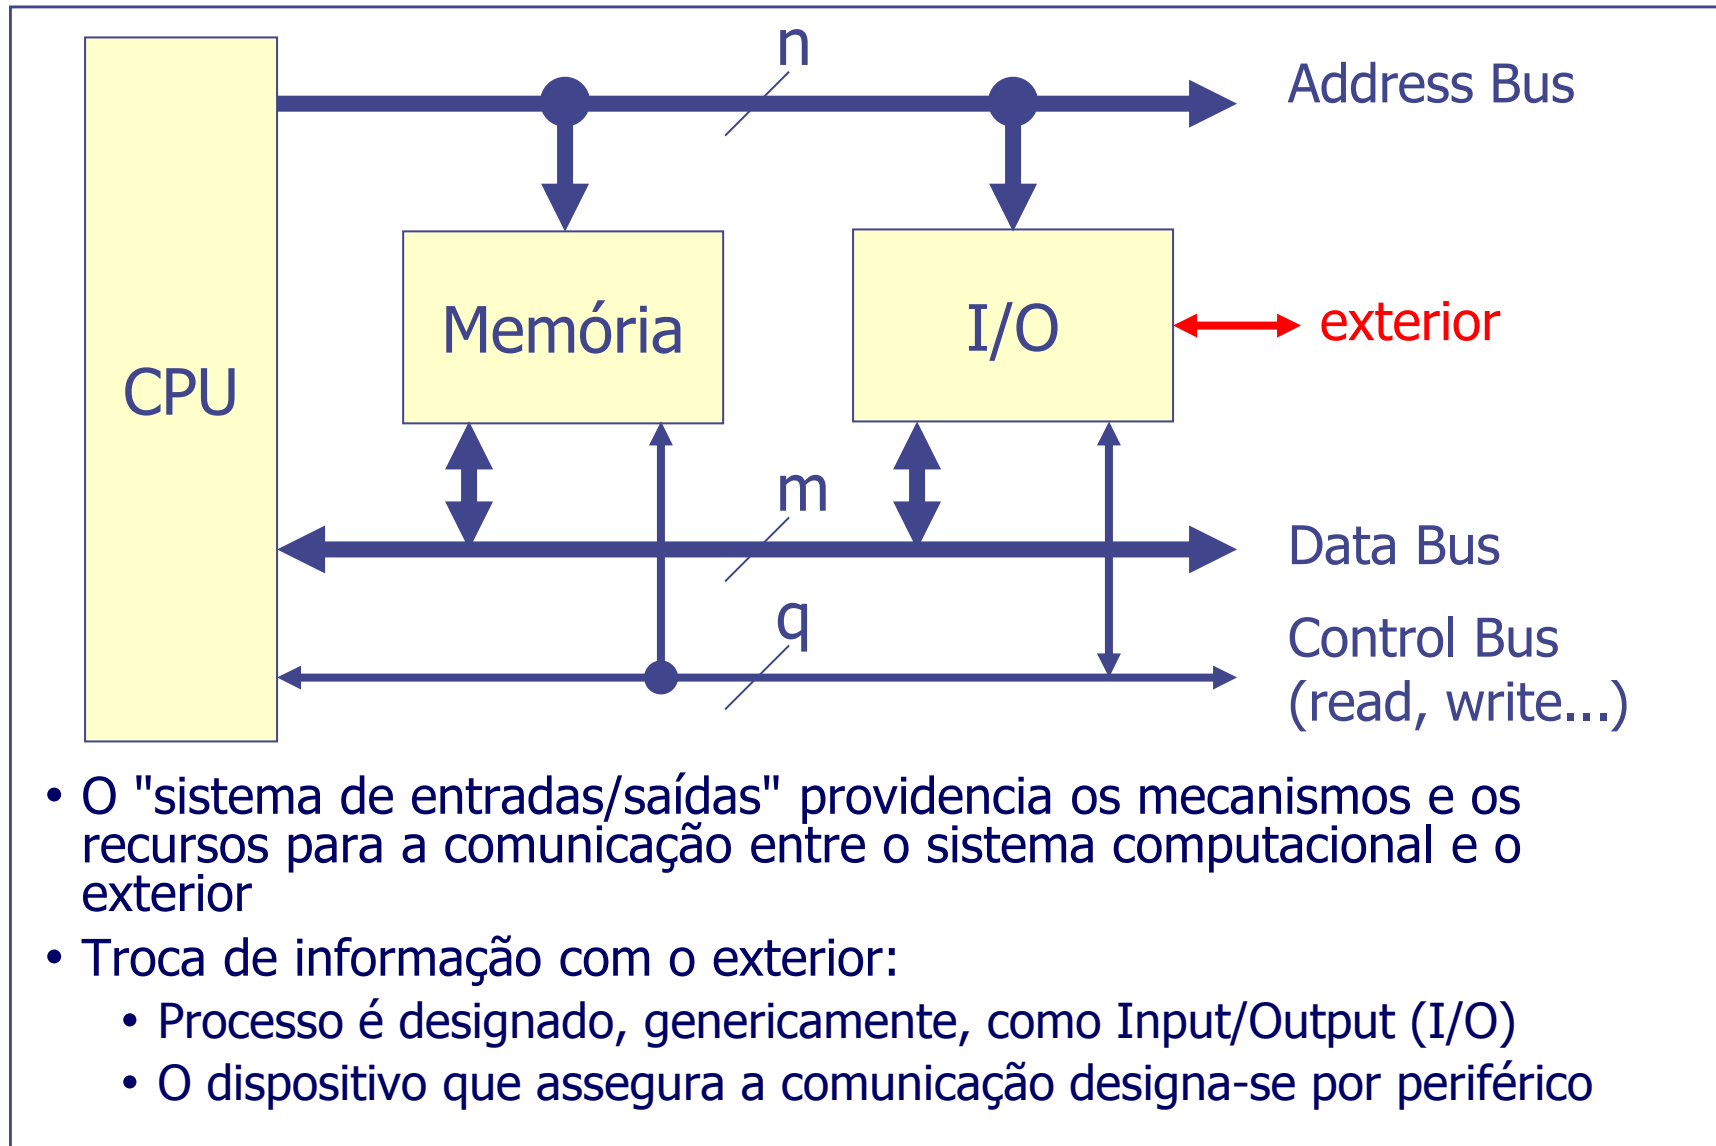 n
Address Bus
CPU
Memória
I/O
exterior
m
Data Bus
q
Control Bus
(read, write...)
• O "sistema de entradas/saídas" providencia os mecanismos e os
recursos para a comunicação entre o sistema computacional e o
exterior
• Troca de informação com o exterior:
• Processo é designado, genericamente, como Input/Output (I/O)
• O dispositivo que assegura a comunicação designa-se por periférico